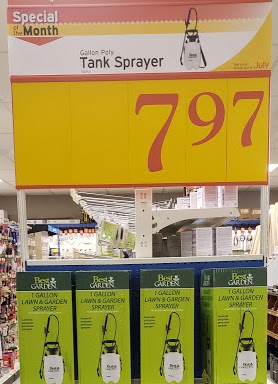 Special
of the Month
Gallon Poly
Tank Sprayer
July
797
Best
GARDEN
1 GALLON
LAWN & GARDEN
SPRAYER
Best
GARDEN
1 GALLON
LAWN & GARDEN
SPRAYER
Best
GARDEN
1 GALLON
LAWN & GARDEN
SPRAYER
Best
GARDEN
1 GALLON
LAWN & GARDEN
SPRAYER